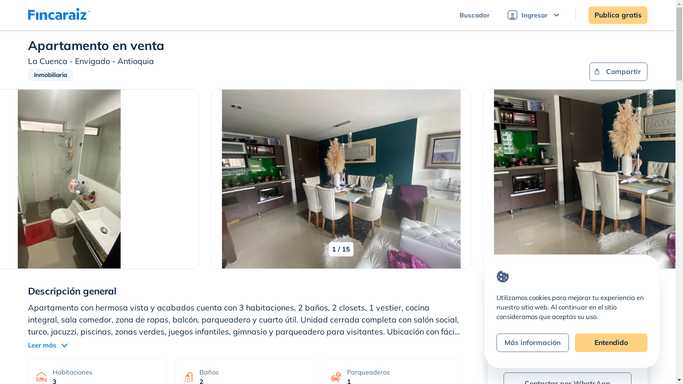 Fincaraiz
Buscador
Ingresar
Publica gratis
Apartamento en venta
La Cuenca - Envigado - Antioquia
Inmobiliaria
Compartir
1 / 15
Descripción general
Apartamento con hermosa vista y acabados cuenta con 3 habitaciones, 2 baños, 2 closets, 1 vestier, cocina
integral, sala comedor, zona de ropas, balcón, parqueadero y cuarto útil. Unidad cerrada completa con salón social,
turco, jacuzzi, piscinas, zonas verdes, juegos infantiles, gimnasio y parqueadero para visitantes. Ubicación con fáci...
Leer más
Habitaciones
3
Baños
2
Parqueaderos
1
Utilizamos cookies para mejorar tu experiencia en
nuestro sitio web. Al continuar en el sitio
consideramos que aceptas su uso.
Más información
Entendido
Contactar por WhatsApp